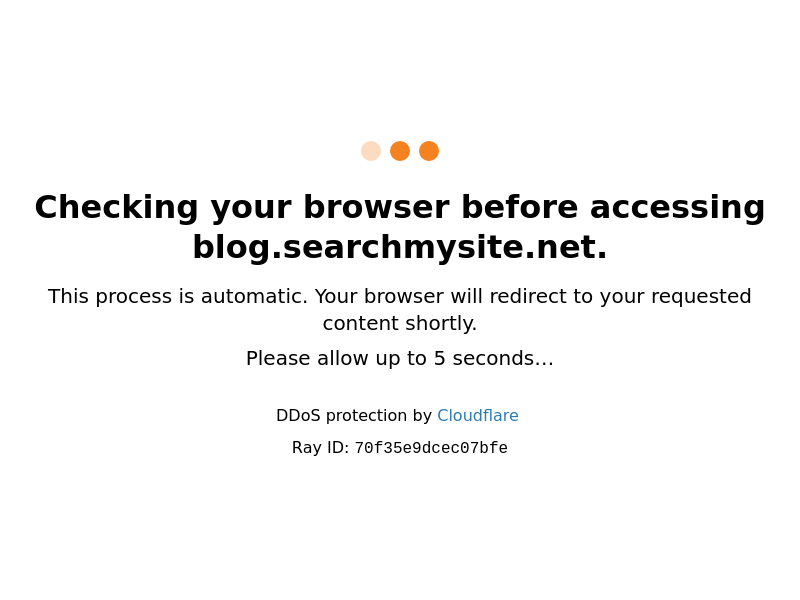 Checking your browser before accessing
blog.searchmysite.net.
This process is automatic. Your browser will redirect to your requested
content shortly.
Please allow up to 5 seconds…
DDoS protection by Cloudflare
Ray ID: 70f35e9dcec07bfe